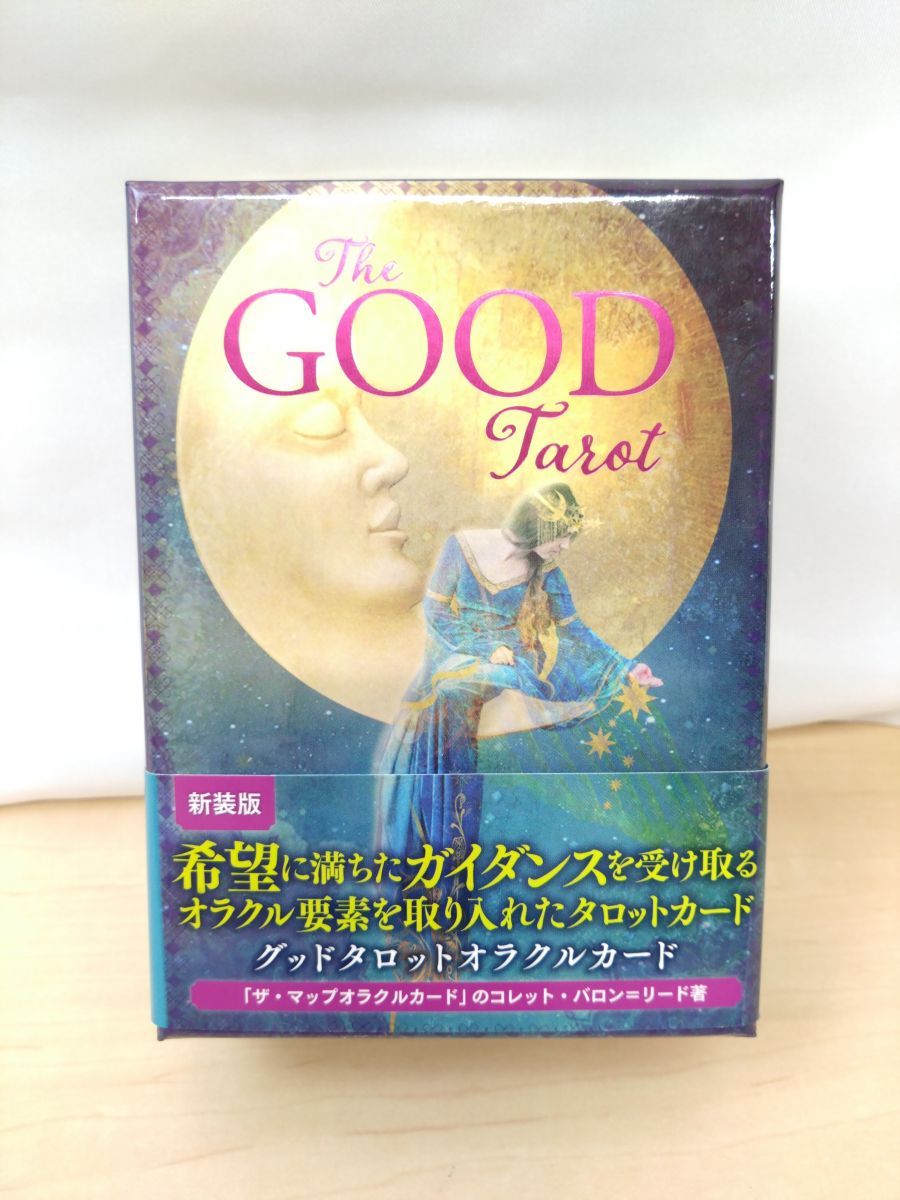 The
GOOD
Tarot
新装版
希望に満ちたガイダンスを受け取る
オラクル要素を取り入れたタロットカード
グッドタロットオラクルカード
「ザ・マップオラクルカード」のコレット・バロン＝リード著